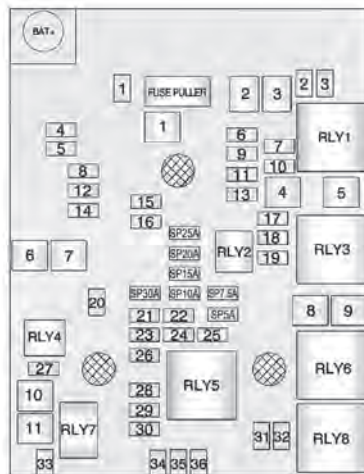 BAT+
1
FUSE PULLER
2 3
2 3
1
4
5
6
9
7
10
RLY1
8
12
14
11
13
4 5
15
16
17
18
19
SP25A
SP20A
SP15A
RLY2
RLY3
6 7
20
SP30A SP10A SP7.5A
SP5A
21 22
23 24 25
8 9
RLY4
26
27
RLY5
RLY6
10
11
RLY7
28
29
30
31 32
RLY8
33
34 35 36